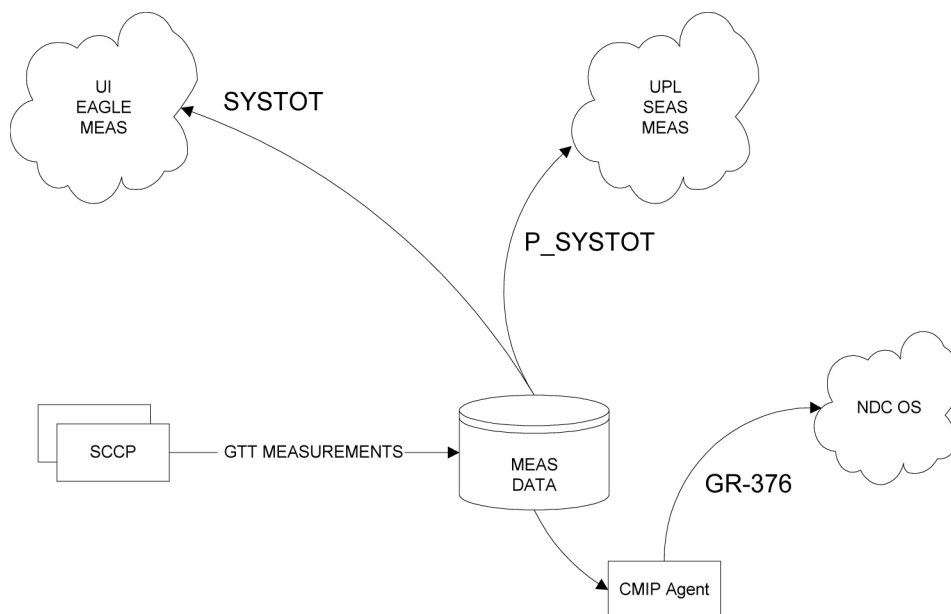 UI
EAGLE
MEAS
SYSTOT
UPL
SEAS
MEAS
P_SYSTOT
NDC OS
SCCP
GTT MEASUREMENTS
MEAS
DATA
GR-376
CMIP Agent